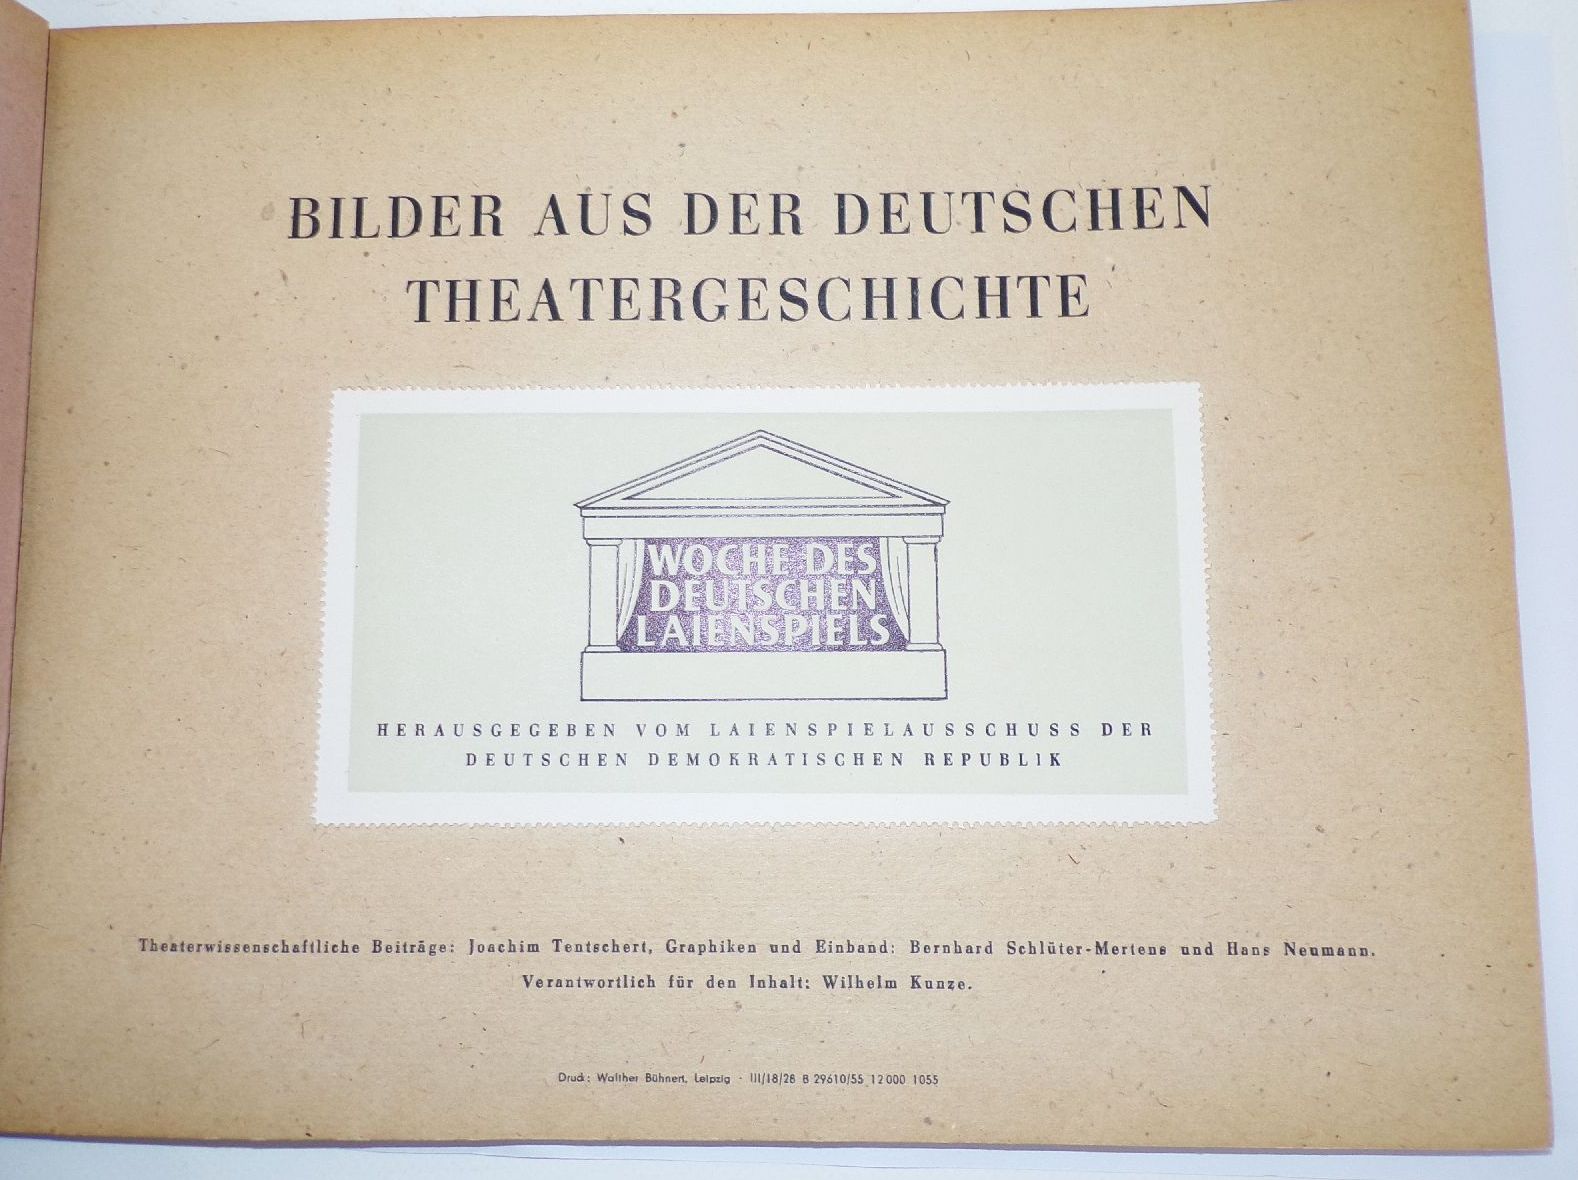 BILDER AUS DER DEUTSCHEN
THEATERGESCHICHTE
WOCHE DES
DEUTSCHEN
LAIENSPIELS
HERAUSGEGEBEN VOM LAIENSPIELAUSSCHUSS DER
DEUTSCHEN DEMOKRATISCHEN REPUBLIK
Theaterwissenschaftliche Beiträge: Joachim Tentschert, Graphiken und Einband: Bernhard Schlüter-Mertens und Hans Neumann.
Verantwortlich für den Inhalt: Wilhelm Kunze.
Druck: Walther Bühnert, Leipzig · III/18/28 B 29610/55 12000 1055